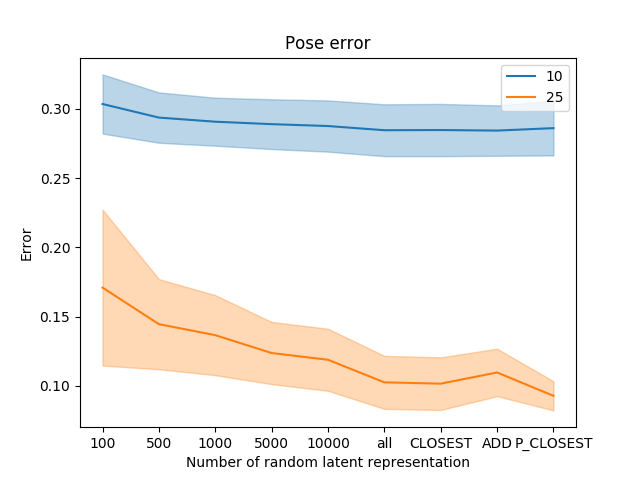 Pose error
10
25
Error
0.30
0.25
0.20
0.15
0.10
100 500 1000 5000 10000 all CLOSEST ADD P_CLOSEST
Number of random latent representation